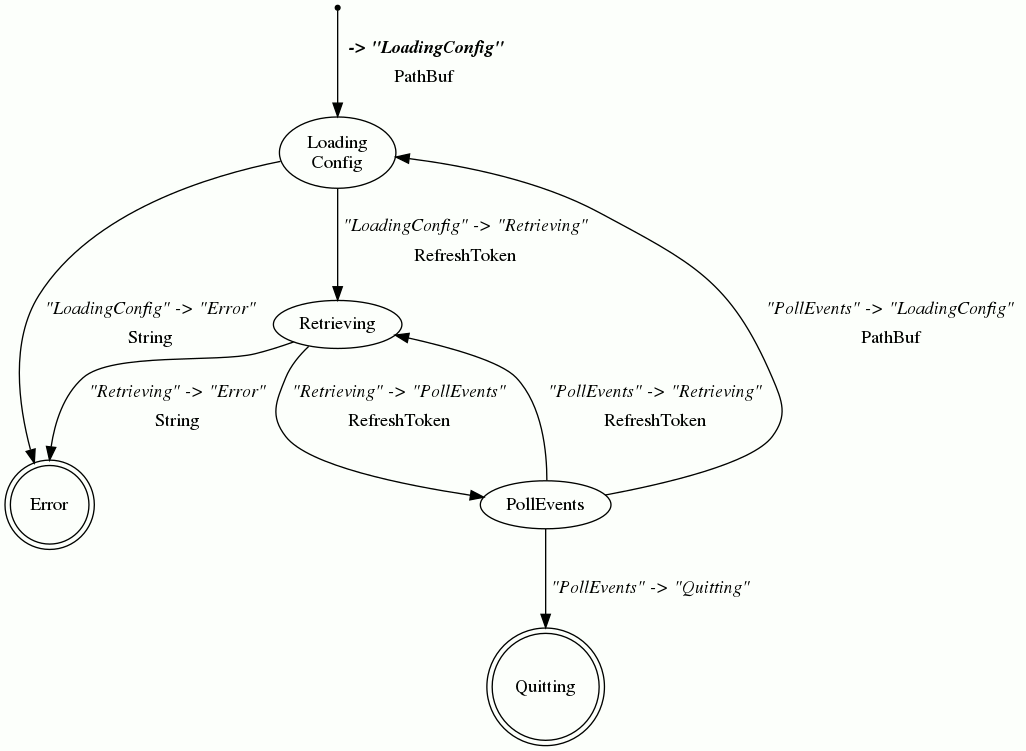 -> "LoadingConfig"
PathBuf
Loading
Config
"LoadingConfig" -> "Retrieving"
RefreshToken
"LoadingConfig" -> "Error"
String
"PollEvents" -> "LoadingConfig"
PathBuf
Retrieving
"Retrieving" -> "Error"
String
"Retrieving" -> "PollEvents"
RefreshToken
"PollEvents" -> "Retrieving"
RefreshToken
Error
PollEvents
"PollEvents" -> "Quitting"
Quitting